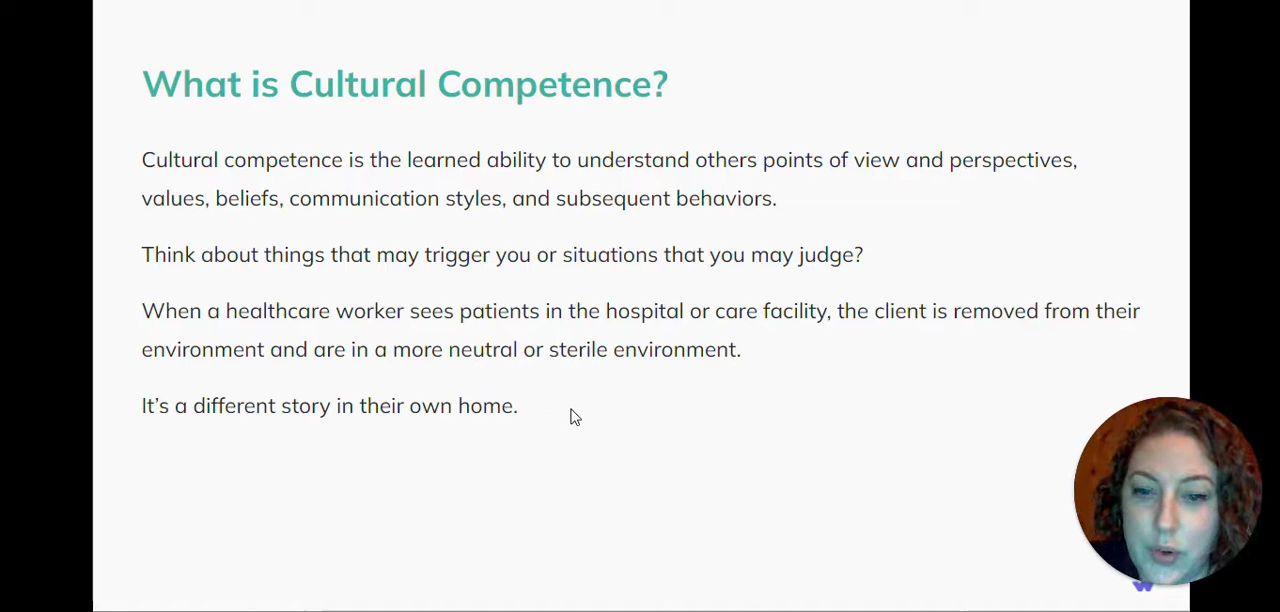 What is Cultural Competence?
Cultural competence is the learned ability to understand others points of view and perspectives,
values, beliefs, communication styles, and subsequent behaviors.
Think about things that may trigger you or situations that you may judge?
When a healthcare worker sees patients in the hospital or care facility, the client is removed from their
environment and are in a more neutral or sterile environment.
It’s a different story in their own home.